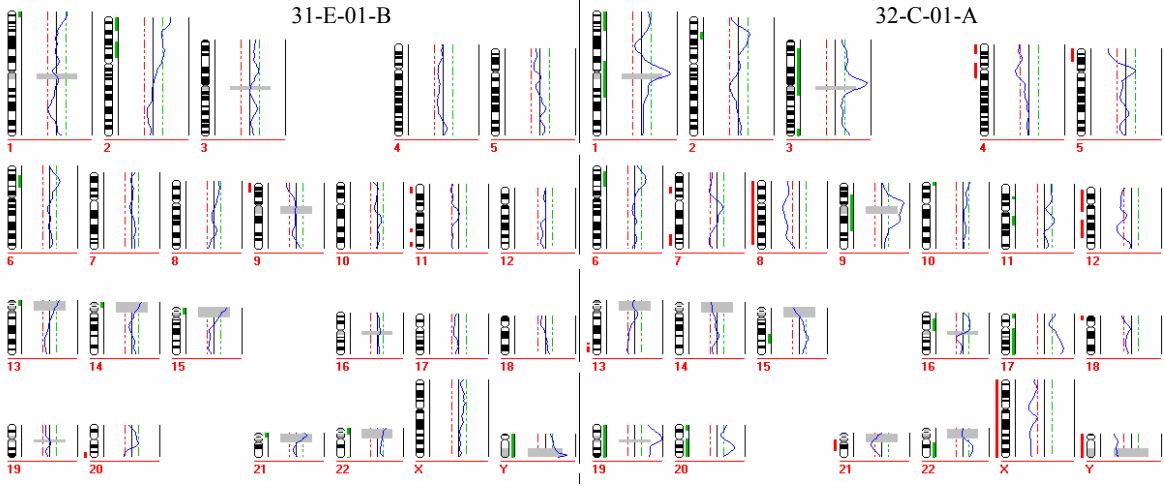 31-E-01-B 32-C-01-A
1 2 3 4 5 1 2 3 4 5
6 7 8 9 10 11 12 6 7 8 9 10 11 12
13 14 15 16 17 18 13 14 15 16 17 18
19 20 21 22 X Y 19 20 21 22 X Y